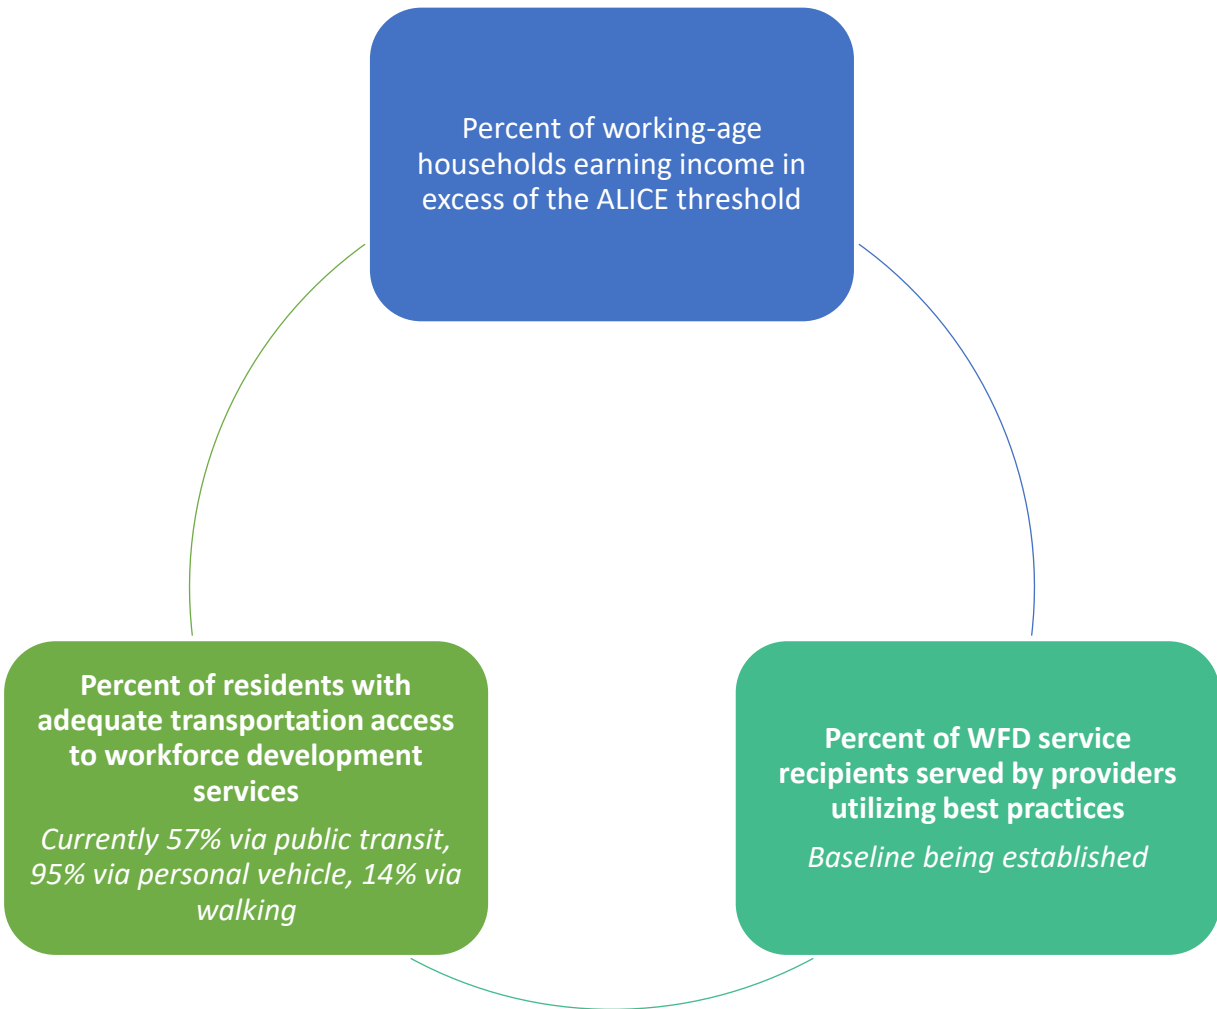 Percent of working-age
households earning income in
excess of the ALICE threshold
Percent of residents with
adequate transportation access
to workforce development
services
Currently 57% via public transit,
95% via personal vehicle, 14% via
walking
Percent of WFD service
recipients served by providers
utilizing best practices
Baseline being established